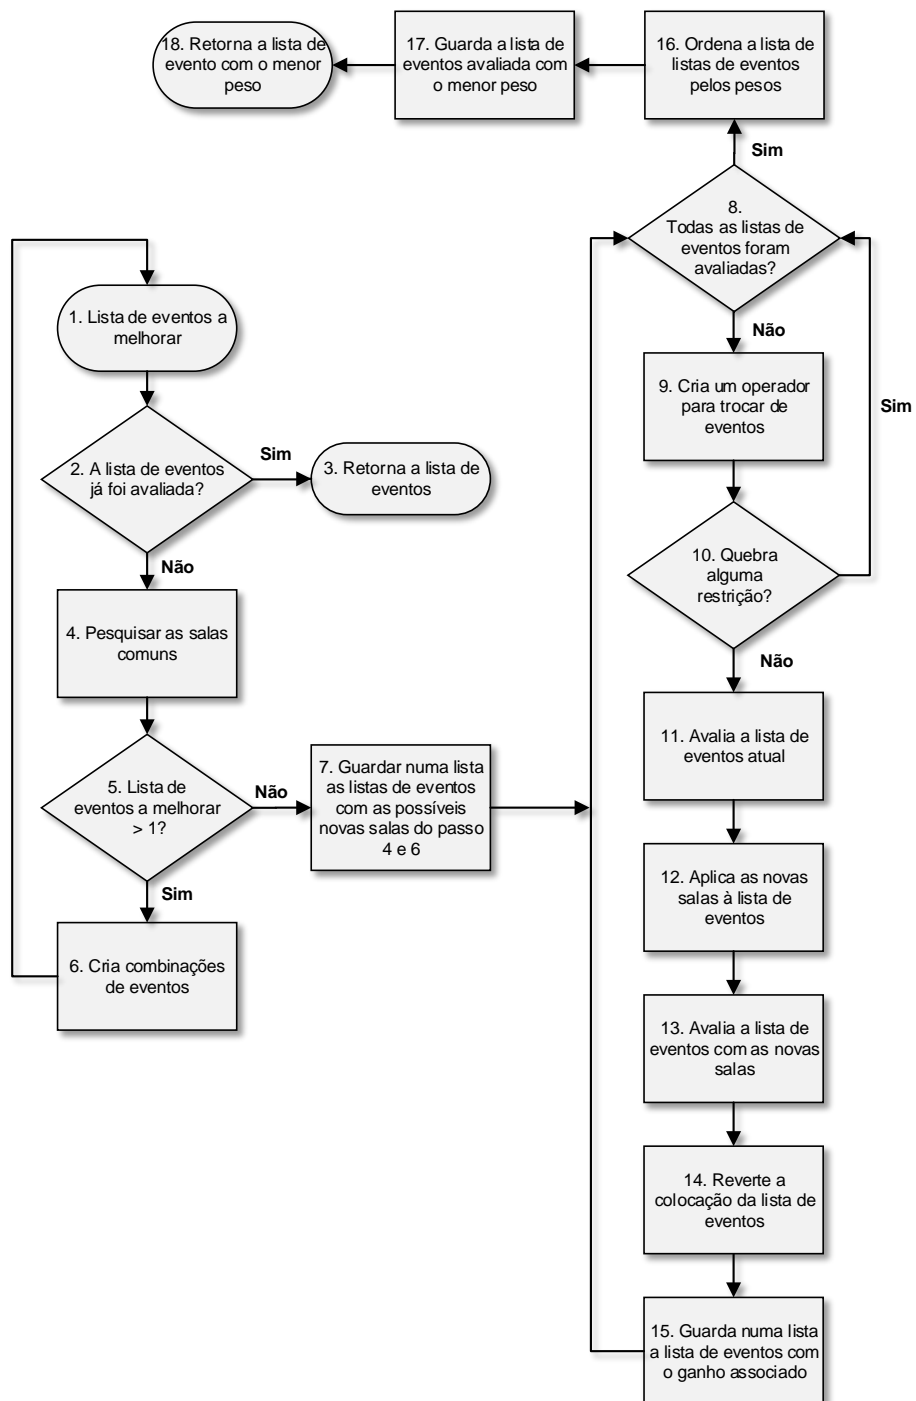 18. Retorna a lista de
evento com o menor
peso
17. Guarda a lista de
eventos avaliada com
o menor peso
16. Ordena a lista de
listas de eventos
pelos pesos
Sim
8.
Todas as listas de
eventos foram
avaliadas?
Não
1. Lista de eventos a
melhorar
9. Cria um operador
para trocar de
eventos
Sim
2. A lista de eventos
já foi avaliada?
Sim
3. Retorna a lista de
eventos
Não
10. Quebra
alguma
restrição?
Não
4. Pesquisar as salas
comuns
11. Avalia a lista de
eventos atual
5. Lista de
eventos a melhorar
> 1?
Não
7. Guardar numa lista
as listas de eventos
com as possíveis
novas salas do passo
4 e 6
Sim
12. Aplica as novas
salas à lista de
eventos
6. Cria combinações
de eventos
13. Avalia a lista de
eventos com as novas
salas
14. Reverte a
colocação da lista de
eventos
15. Guarda numa lista
a lista de eventos com
o ganho associado